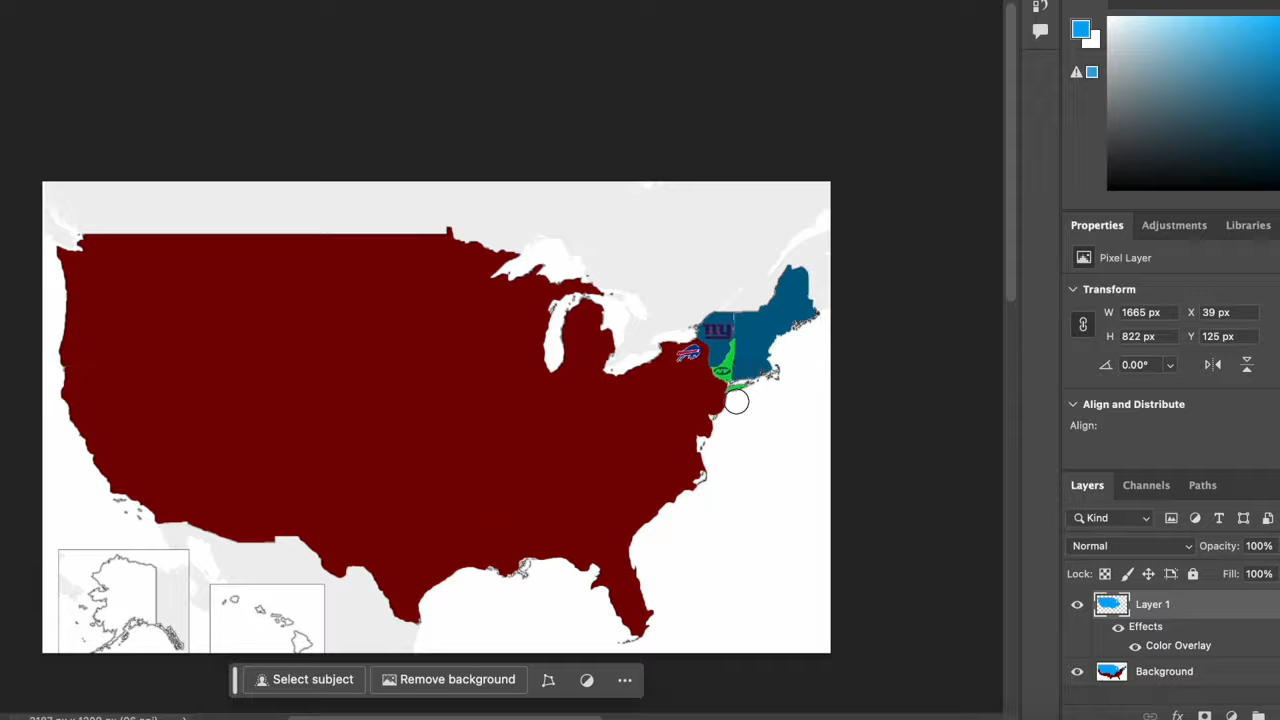 Properties Adjustments Libraries
Pixel Layer
Transform
W 1665 px X 39 px
H 822 px Y 125 px
0.00°
Align and Distribute
Align:
Layers Channels Paths
Kind
Normal Opacity: 100%
Lock: Fill: 100%
Layer 1
Effects
Color Overlay
Background
ny
Select subject Remove background